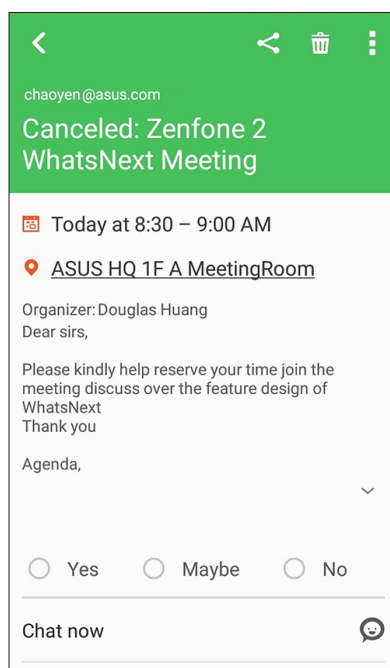 chaoyen@asus.com
Canceled: Zenfone 2
WhatsNext Meeting
Today at 8:30 – 9:00 AM
ASUS HQ 1F A MeetingRoom
Organizer: Douglas Huang
Dear sirs,
Please kindly help reserve your time join the
meeting discuss over the feature design of
WhatsNext
Thank you
Agenda,
Yes Maybe No
Chat now